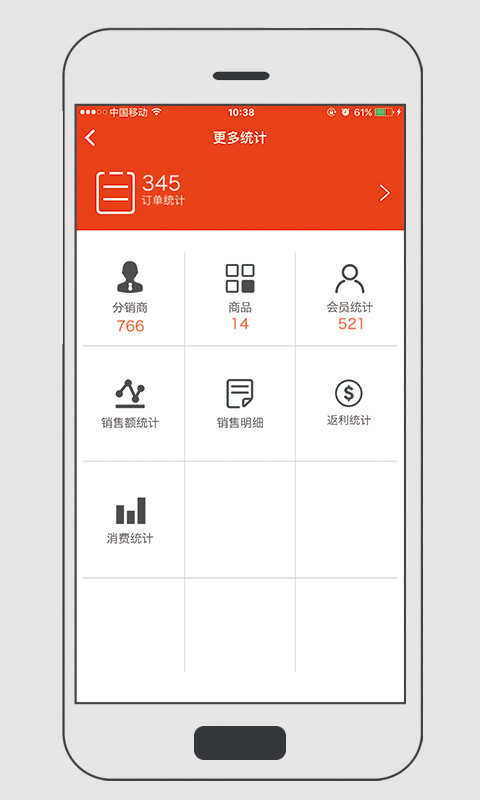 中国移动 10:38 61%
更多统计
345
订单统计
分销商 商品 会员统计
766 14 521
销售额统计 销售明细 返利统计
消费统计